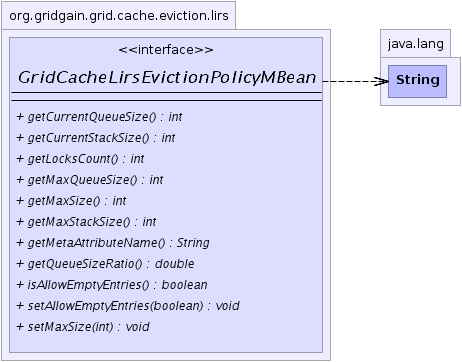 org.gridgain.grid.cache.eviction.lirs
<<interface>>
GridCacheLirsEvictionPolicyMBean
+ getCurrentQueueSize() : int
+ getCurrentStackSize() : int
+ getLocksCount() : int
+ getMaxQueueSize() : int
+ getMaxSize() : int
+ getMaxStackSize() : int
+ getMetaAttributeName() : String
+ getQueueSizeRatio() : double
+ isAllowEmptyEntries() : boolean
+ setAllowEmptyEntries(boolean) : void
+ setMaxSize(int) : void
java.lang
String